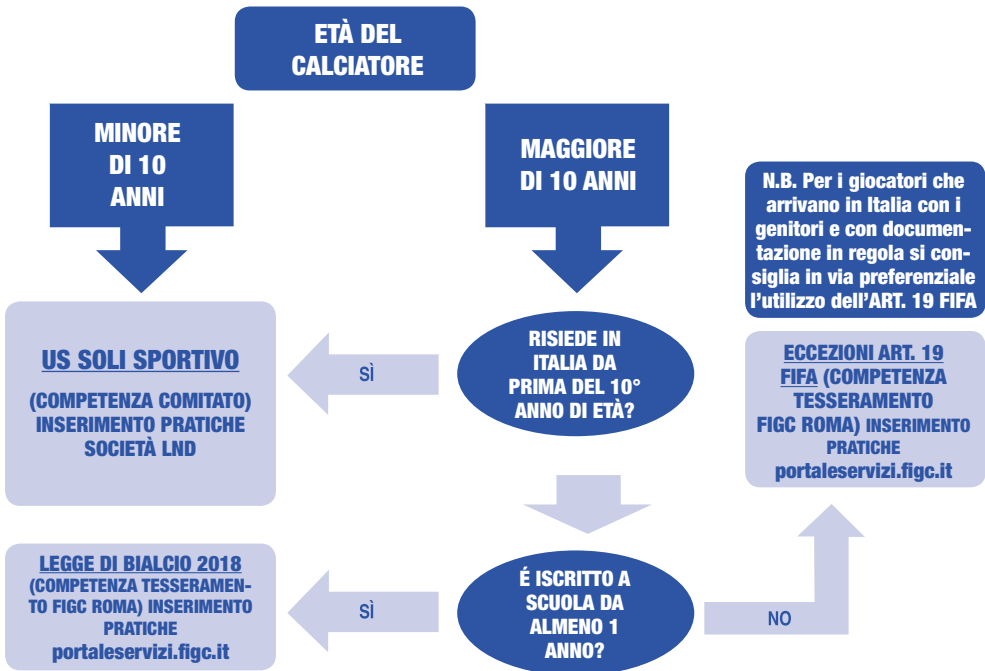 ETÀ DEL
CALCIATORE
MINORE
DI 10
ANNI
MAGGIORE
DI 10 ANNI
N.B. Per i giocatori che
arrivano in Italia con i
genitori e con documen-
tazione in regola si con-
siglia in via preferenziale
l'utilizzo dell'ART. 19 FIFA
US SOLI SPORTIVO
(COMPETENZA COMITATO)
INSERIMENTO PRATICHE
SOCIETÀ LND
SÌ
RISIEDE IN
ITALIA DA
PRIMA DEL 10°
ANNO DI ETÀ?
ECCEZIONI ART. 19
FIFA (COMPETENZA
TESSERAMENTO
FIGC ROMA) INSERIMENTO
PRATICHE
portaleservizi.figc.it
LEGGE DI BIALCIO 2018
(COMPETENZA TESSERAMEN-
TO FIGC ROMA) INSERIMENTO
PRATICHE
portaleservizi.figc.it
SÌ
É ISCRITTO A
SCUOLA DA
ALMENO 1
ANNO?
NO